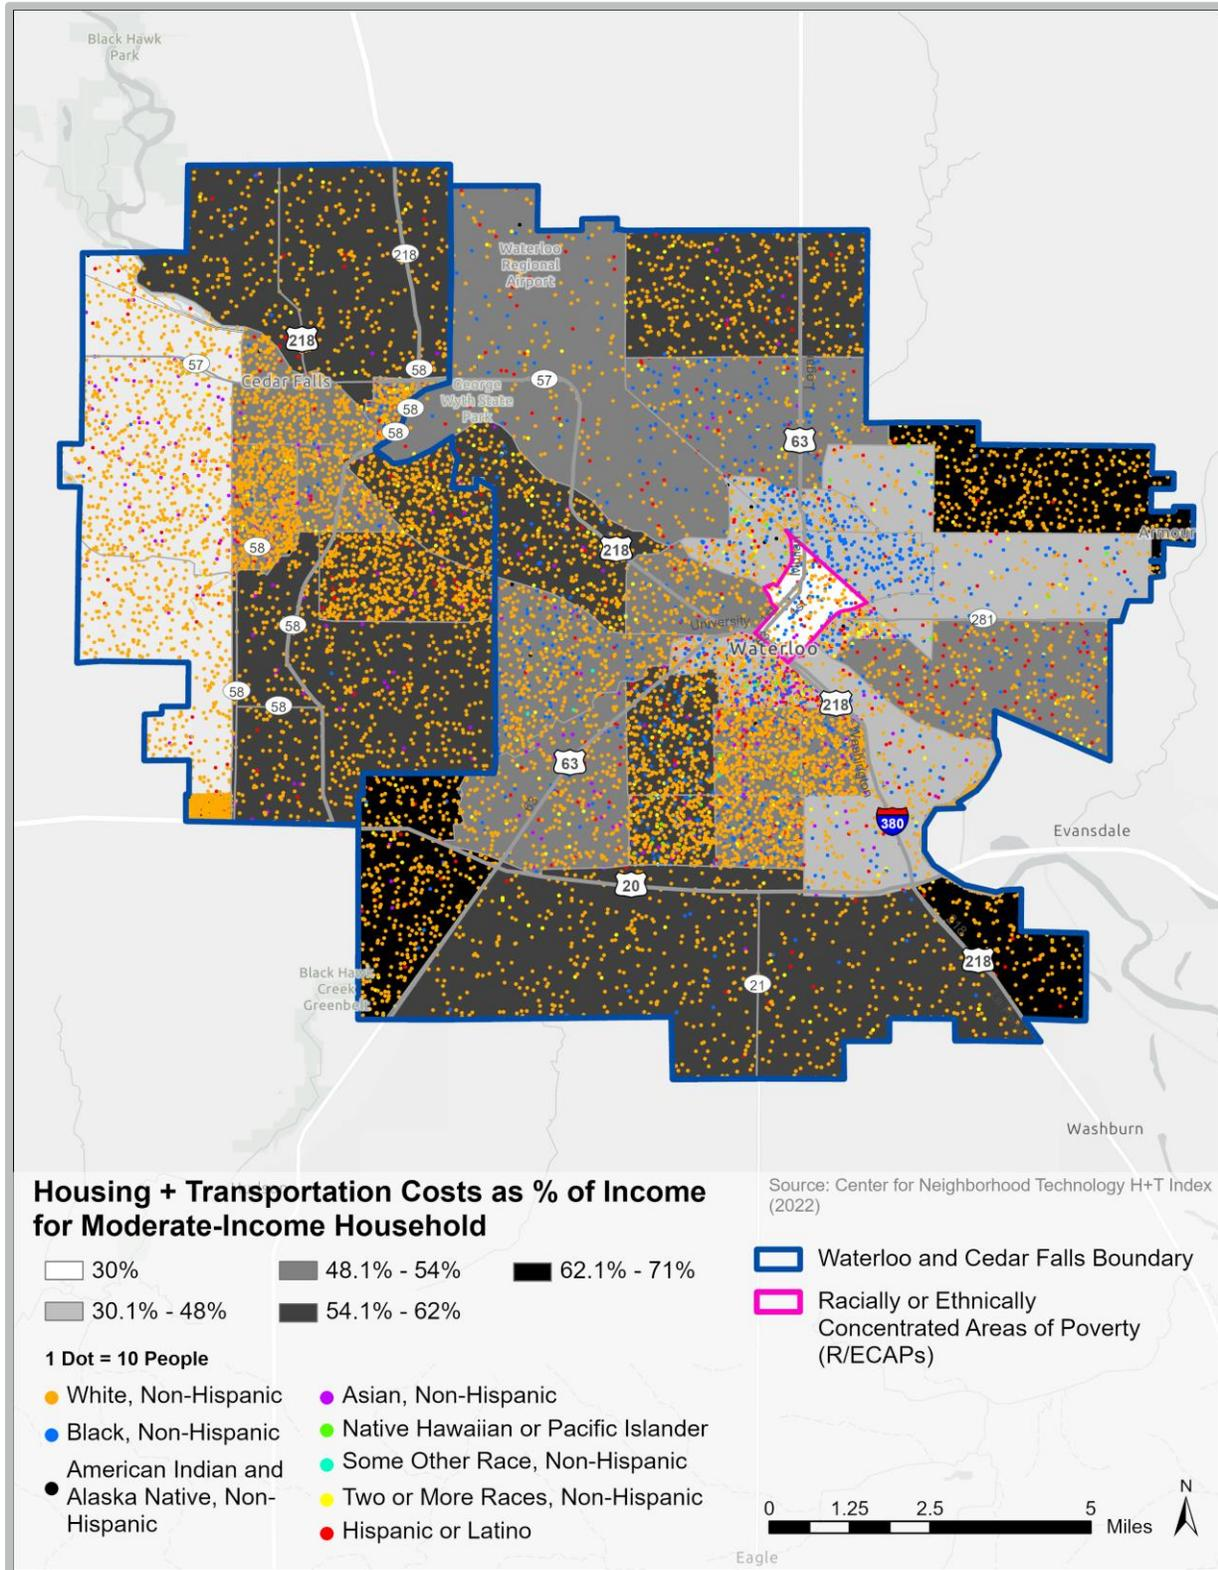 Black Hawk
Park
218
Waterloo
Regional
Airport
218
57
Cedar Falls
58
57
George
Wyth State
Park
58
58
63
Armour
58
218
281
58
University
Waterloo
58
58
218
Washington
63
380
Evansdale
20
218
218
Black Hawk
Creek
Greenbelt
21
Washburn
Housing + Transportation Costs as % of Income
for Moderate-Income Household
30%
48.1% - 54%
62.1% - 71%
30.1% - 48%
54.1% - 62%
1 Dot = 10 People
White, Non-Hispanic
Black, Non-Hispanic
American Indian and
Alaska Native, Non-
Hispanic
Asian, Non-Hispanic
Native Hawaiian or Pacific Islander
Some Other Race, Non-Hispanic
Two or More Races, Non-Hispanic
Hispanic or Latino
Source: Center for Neighborhood Technology H+T Index
(2022)
Waterloo and Cedar Falls Boundary
Racially or Ethnically
Concentrated Areas of Poverty
(R/ECAPs)
N
0 1.25 2.5 5
Miles
Eagle